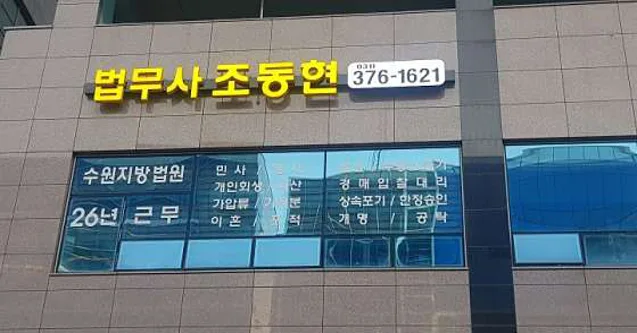 법무사 조동현
031)
376-1621
수원지방법원
26년 근무
민사 /
개인회생 /
가압류 /
이혼 /
경매입찰대리
상속포기 / 한정승인
개명 / 공탁